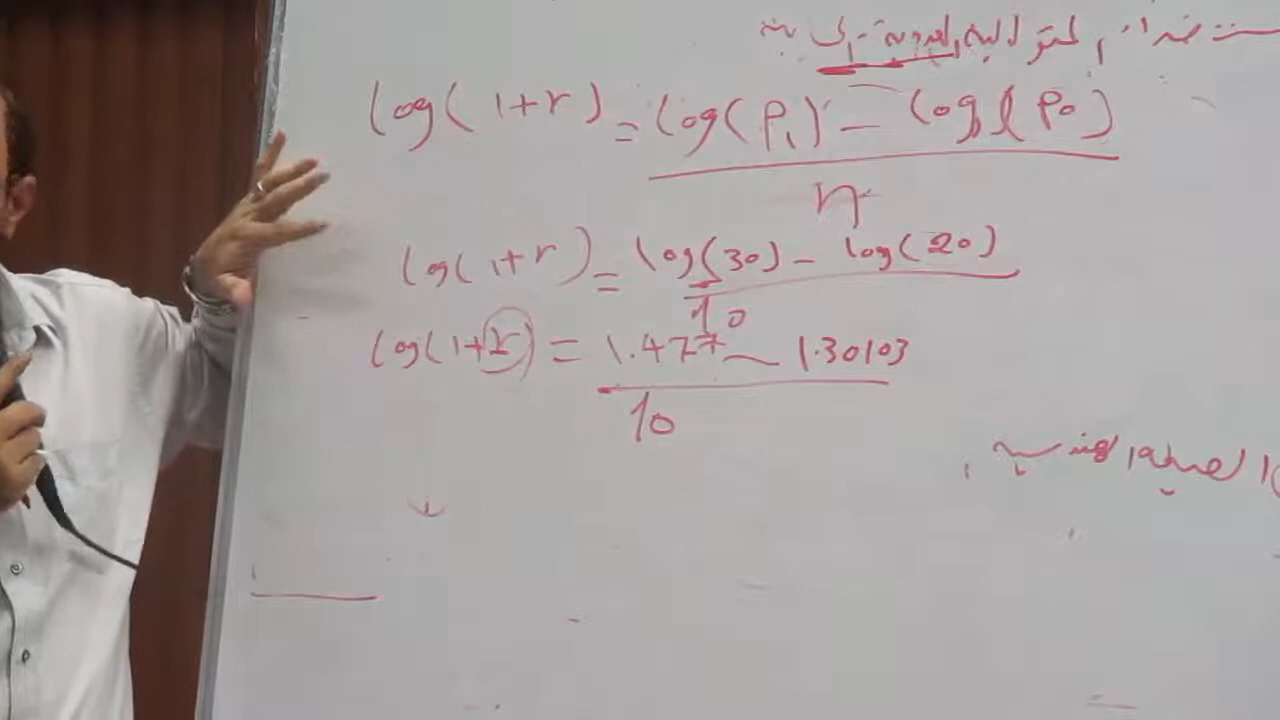 log(1+r) = log(P₁) - log(P₀)
n
log(1+r) = log(30) - log(20)
10
log(1+r) = 1.477 - 1.30103
10